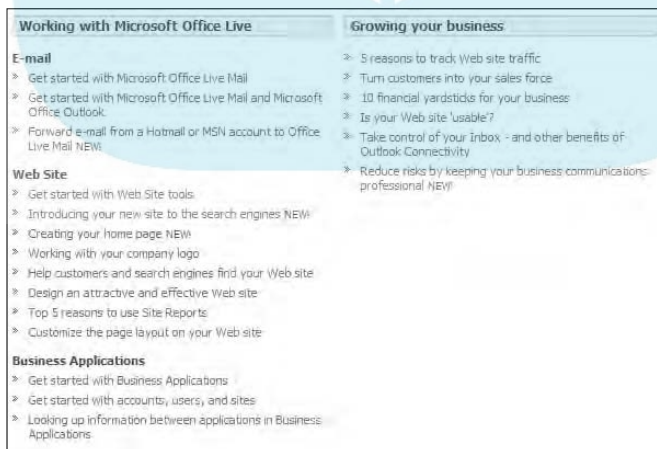 Working with Microsoft Office Live
E-mail
Get started with Microsoft Office Live Mail
Get started with Microsoft Office Live Mail and Microsoft
Office Outlook
Forward e-mail from a Hotmail or MSN account to Office
Live Mail NEW!
Web Site
Get started with Web Site tools
Introducing your new site to the search engines NEW!
Creating your home page NEW!
Working with your company logo
Help customers and search engines find your Web site
Design an attractive and effective Web site
Top 5 reasons to use Site Reports
Customize the page layout on your Web site
Business Applications
Get started with Business Applications
Get started with accounts, users, and sites
Looking up information between applications in Business
Applications
Growing your business
5 reasons to track Web site traffic
Turn customers into your sales force
10 financial yardsticks for your business
Is your Web site 'usable'?
Take control of your Inbox - and other benefits of
Outlook Connectivity
Reduce risks by keeping your business communications
professional NEW!